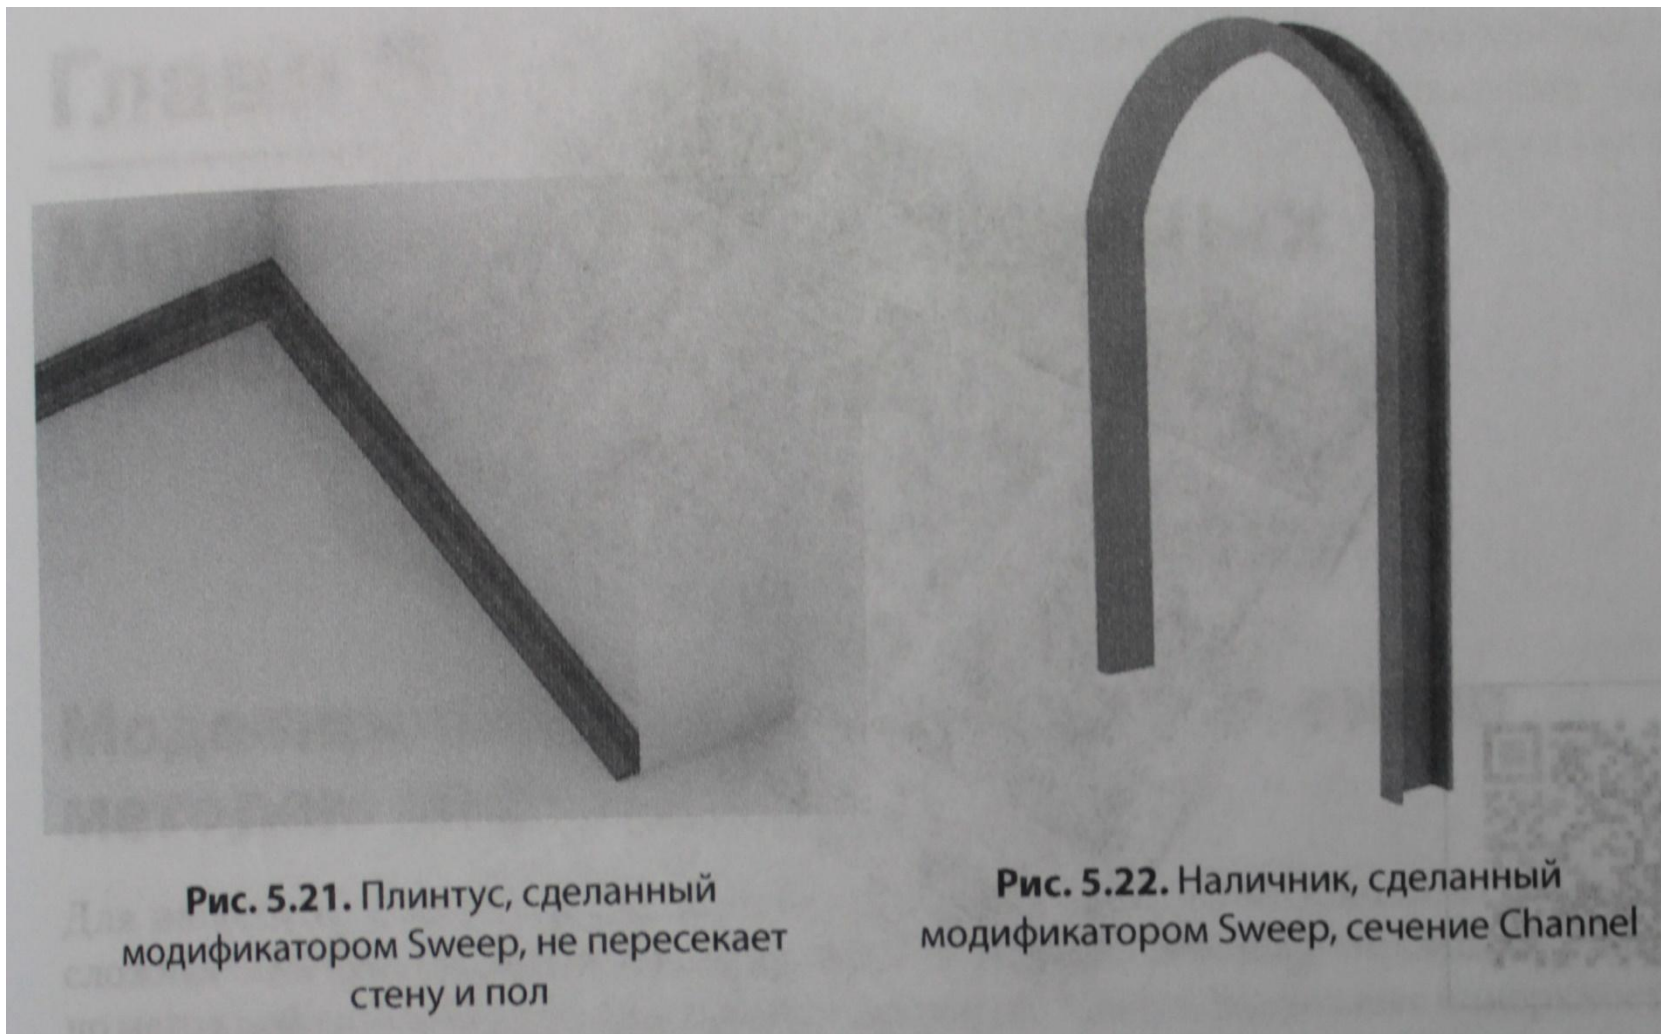 Рис. 5.21. Плинтус, сделанный
модификатором Sweep, не пересекает
стену и пол
Рис. 5.22. Наличник, сделанный
модификатором Sweep, сечение Channel